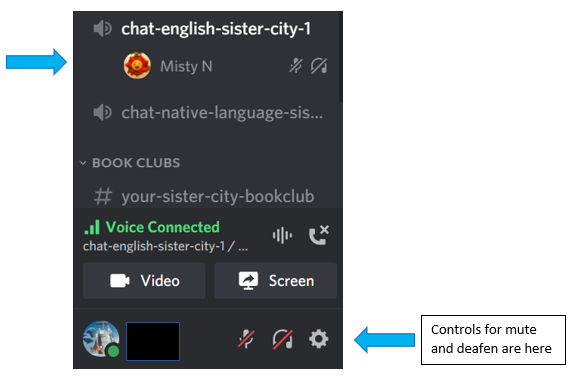 chat-english-sister-city-1
Misty N
chat-native-language-sis...
BOOK CLUBS
# your-sister-city-bookclub
Voice Connected
chat-english-sister-city-1 / ...
Video
Screen
Controls for mute
and deafen are here